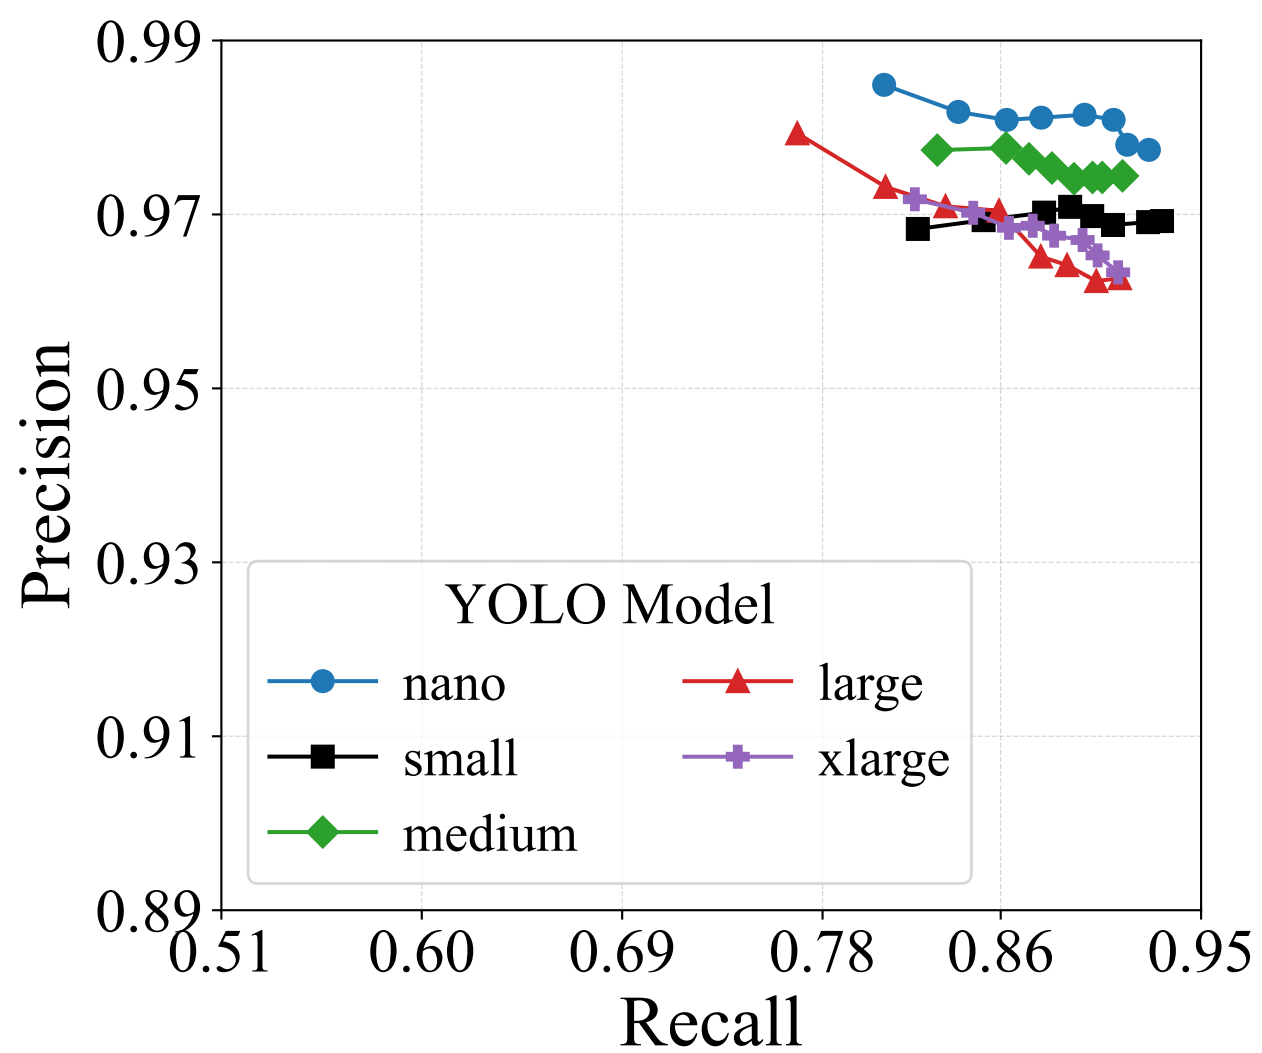 0.99
0.97
0.95
0.93
0.91
0.89
Precision
YOLO Model
nano
small
medium
large
xlarge
0.51 0.60 0.69 0.78 0.86 0.95
Recall